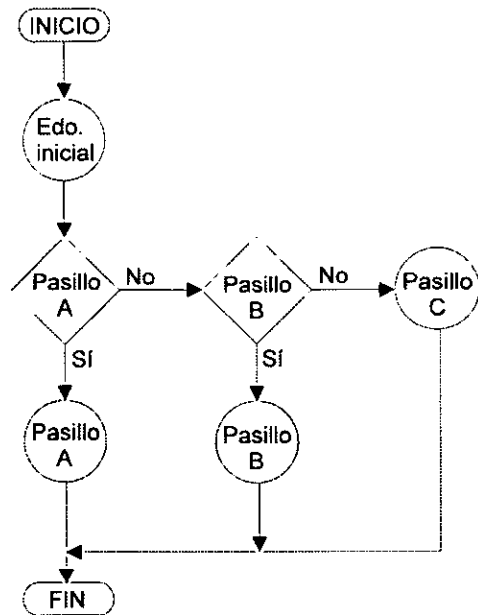 INICIO
Edo.
inicial
Pasillo
A
No
Pasillo
B
No
Pasillo
C
Sí
Sí
Pasillo
A
Pasillo
B
FIN